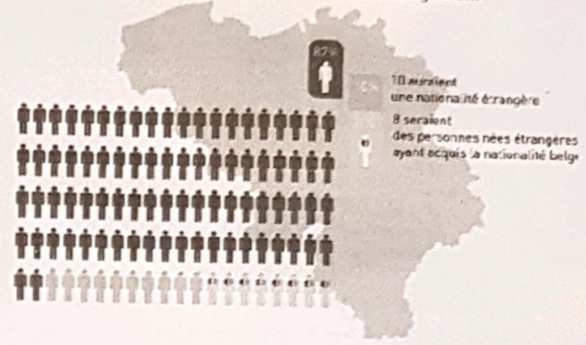 82%
10 auraient
une nationalité étrangère
8 seraient
des personnes nées étrangères
ayant acquis la nationalité belge